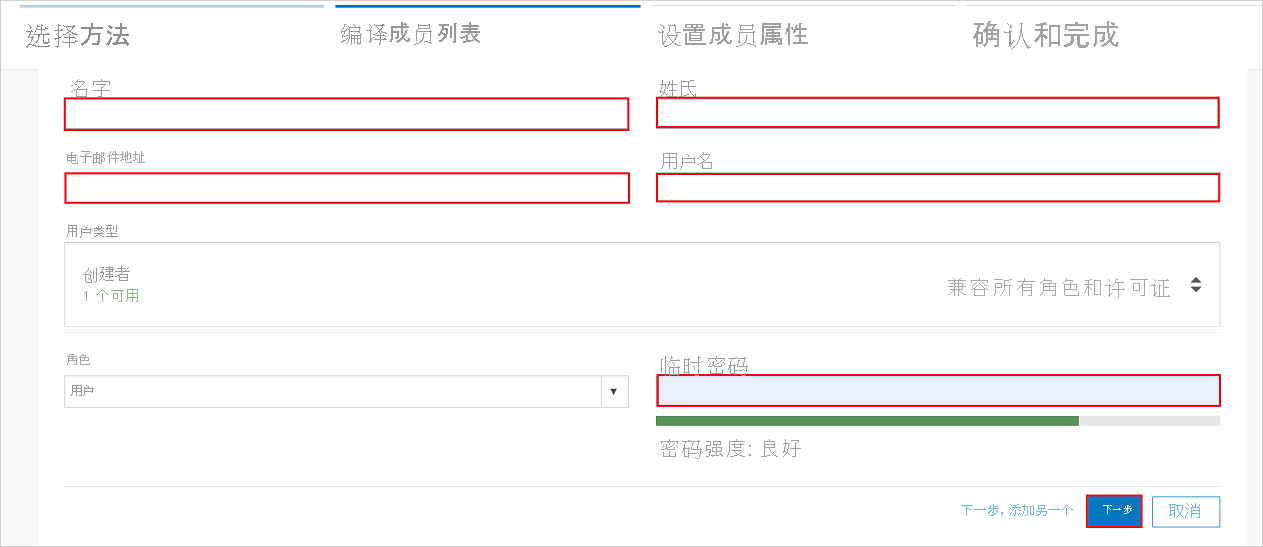 选择方法
编译成员列表
设置成员属性
确认和完成
名字
姓氏
电子邮件地址
用户名
用户类型
创建者
1 个可用
兼容所有角色和许可证
角色
临时密码
用户
密码强度: 良好
下一步, 添加另一个
下一步
取消